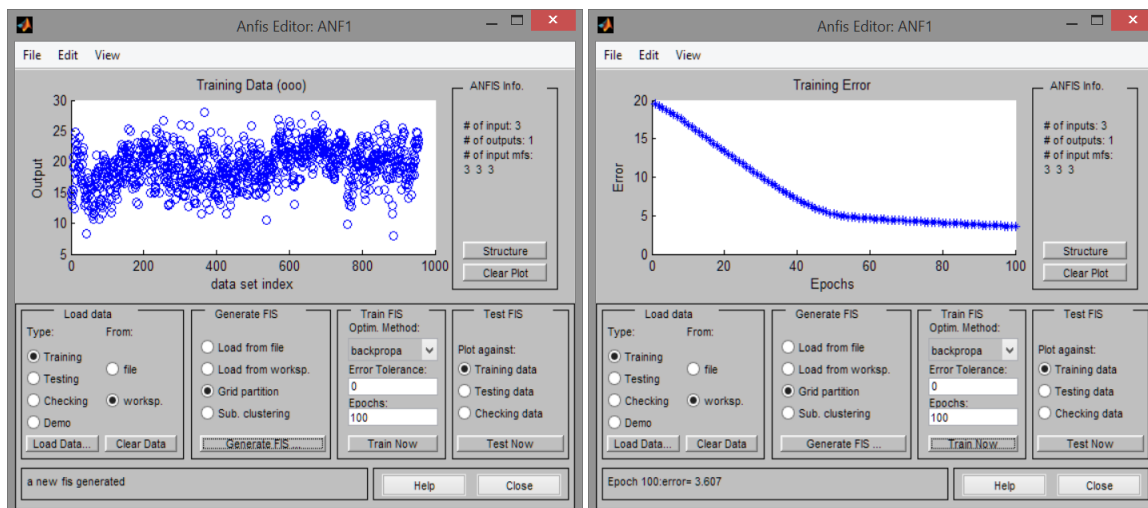 Anfis Editor: ANF1
File Edit View
Training Data (ooo)
30
25
20
15
10
5
Output
0 200 400 600 800 1000
data set index
ANFIS Info.
# of input: 3
# of outputs: 1
# of input mfs:
3 3 3
Structure
Clear Plot
Load data
Type: From:
Training
Testing
Checking
Demo
file
worksp.
Load Data... Clear Data
Generate FIS
Load from file
Load from worksp.
Grid partition
Sub. clustering
Generate FIS ...
Train FIS
Optim. Method:
backpropa
Error Tolerance:
0
Epochs:
100
Train Now
Test FIS
Plot against:
Training data
Testing data
Checking data
Test Now
a new fis generated
Help Close
Anfis Editor: ANF1
File Edit View
Training Error
20
15
10
5
0
Error
0 20 40 60 80 100
Epochs
ANFIS Info.
# of inputs: 3
# of outputs: 1
# of input mfs:
3 3 3
Structure
Clear Plot
Load data
Type: From:
Training
Testing
Checking
Demo
file
worksp.
Load Data... Clear Data
Generate FIS
Load from file
Load from worksp.
Grid partition
Sub. clustering
Generate FIS ...
Train FIS
Optim. Method:
backpropa
Error Tolerance:
0
Epochs:
100
Train Now
Test FIS
Plot against:
Training data
Testing data
Checking data
Test Now
Epoch 100:error= 3.607
Help Close